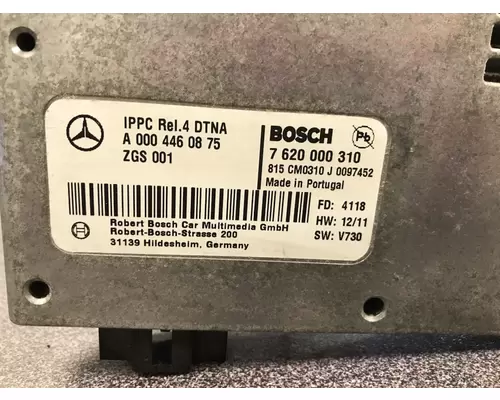 IPPC Rel.4 DTNA
A 000 446 08 75
ZGS 001
BOSCH
Pb
7 620 000 310
815 CM0310 J 0097452
Made in Portugal
FD: 4118
HW: 12/11
SW: V730
Robert Bosch Car Multimedia GmbH
Robert-Bosch-Strasse 200
31139 Hildesheim, Germany